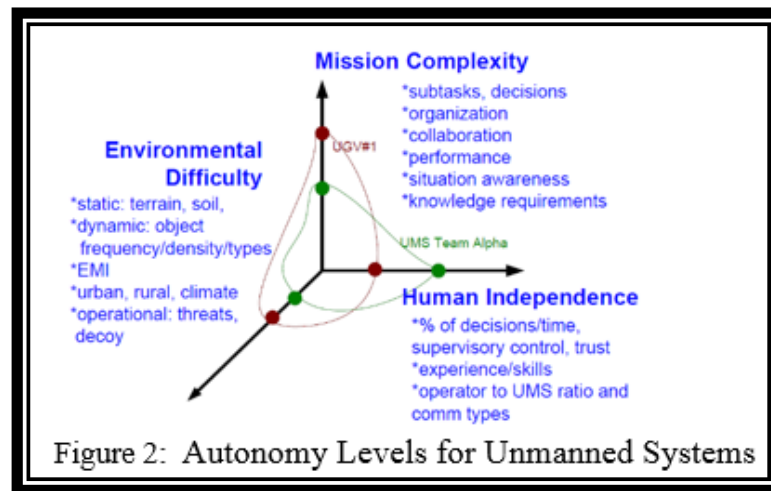 Mission Complexity
*subtasks, decisions
*organization
*collaboration
*performance
*situation awareness
*knowledge requirements
UGV#1
Environmental
Difficulty
*static: terrain, soil,
*dynamic: object
frequency/density/types
*EMI
*urban, rural, climate
*operational: threats,
decoy
UMS Team Alpha
Human Independence
*% of decisions/time,
supervisory control, trust
*experience/skills
*operator to UMS ratio and
comm types
Figure 2: Autonomy Levels for Unmanned Systems